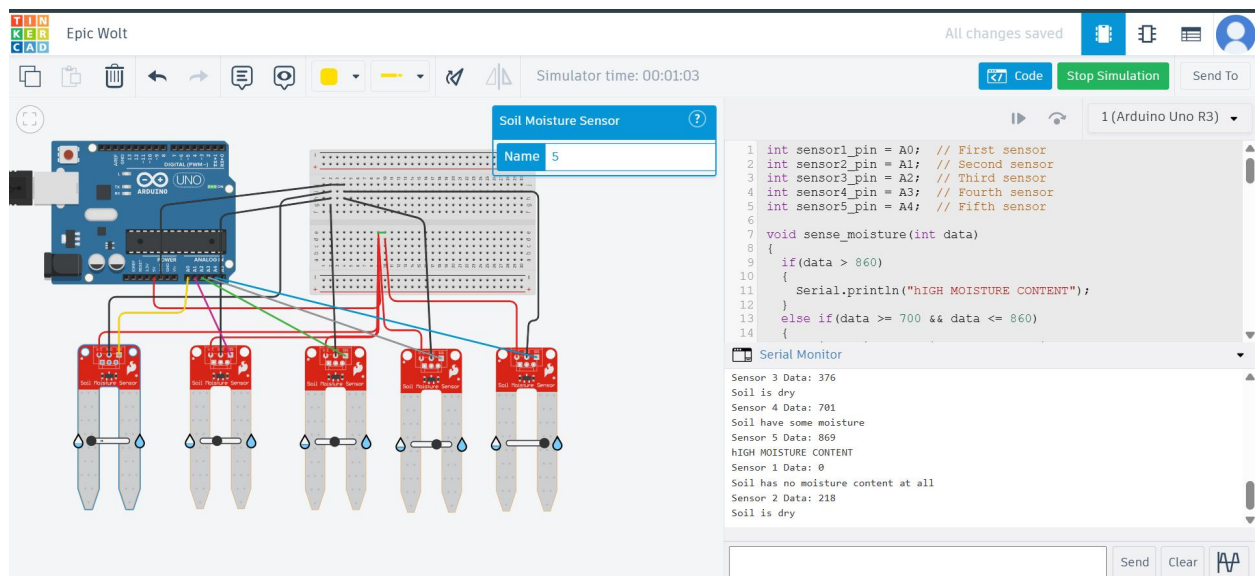 TIN
KER
CAD
Epic Wolt
All changes saved
Simulator time: 00:01:03
Code
Stop Simulation
Send To
1 (Arduino Uno R3)
Soil Moisture Sensor
?
Name 5
DIGITAL (PWM~)
UNO
ARDUINO
POWER
ANALOG IN
Soil Moisture Sensor
Soil Moisture Sensor
Soil Moisture Sensor
Soil Moisture Sensor
Soil Moisture Sensor
1 int sensor1_pin = A0; // First sensor
2 int sensor2_pin = A1; // Second sensor
3 int sensor3_pin = A2; // Third sensor
4 int sensor4_pin = A3; // Fourth sensor
5 int sensor5_pin = A4; // Fifth sensor
6
7 void sense_moisture(int data)
8 {
9 if(data > 860)
10 {
11 Serial.println("hIGH MOISTURE CONTENT");
12 }
13 else if(data >= 700 && data <= 860)
14 {
Serial Monitor
Sensor 3 Data: 376
Soil is dry
Sensor 4 Data: 701
Soil have some moisture
Sensor 5 Data: 869
hIGH MOISTURE CONTENT
Sensor 1 Data: 0
Soil has no moisture content at all
Sensor 2 Data: 218
Soil is dry
Send
Clear